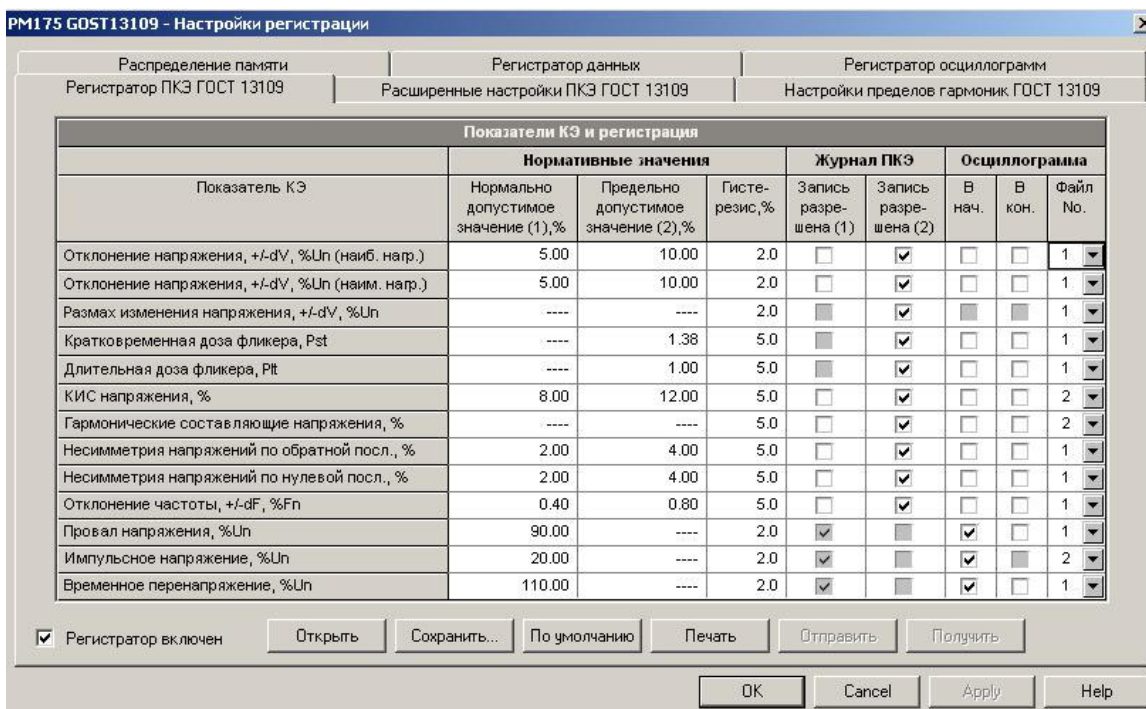 PM175 GOST13109 - Настройки регистрации
Распределение памяти Регистратор данных Регистратор осциллограмм
Регистратор ПКЭ ГОСТ 13109 Расширенные настройки ПКЭ ГОСТ 13109 Настройки пределов гармоник ГОСТ 13109
Показатели КЭ и регистрация
Нормативные значения Журнал ПКЭ Осциллограмма
Показатель КЭ Нормально допустимое значение (1),% Предельно допустимое значение (2),% Гисте-резис,% Запись разре-шена (1) Запись разре-шена (2) В нач. В кон. Файл No.
Отклонение напряжения, +/-dV, %Un (наиб. нагр.) 5.00 10.00 2.0 1
Отклонение напряжения, +/-dV, %Un (наим. нагр.) 5.00 10.00 2.0 1
Размах изменения напряжения, +/-dV, %Un ---- ---- 2.0 1
Кратковременная доза фликера, Pst ---- 1.38 5.0 1
Длительная доза фликера, Plt ---- 1.00 5.0 1
КИС напряжения, % 8.00 12.00 5.0 2
Гармонические составляющие напряжения, % ---- ---- 5.0 2
Несимметрия напряжений по обратной посл., % 2.00 4.00 5.0 1
Несимметрия напряжений по нулевой посл., % 2.00 4.00 5.0 1
Отклонение частоты, +/-dF, %Fn 0.40 0.80 5.0 1
Провал напряжения, %Un 90.00 ---- 2.0 1
Импульсное напряжение, %Un 20.00 ---- 2.0 2
Временное перенапряжение, %Un 110.00 ---- 2.0 1
Регистратор включен Открыть Сохранить... По умолчанию Печать Отправить Получить
OK Cancel Apply Help